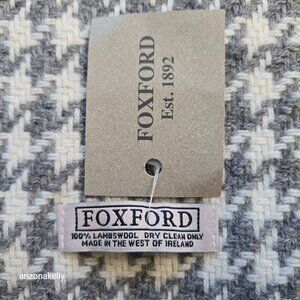 FOXFORD
Est. 1892
FOXFORD
100% LAMBSWOOL DRY CLEAN ONLY
MADE IN THE WEST OF IRELAND
arizonakelly